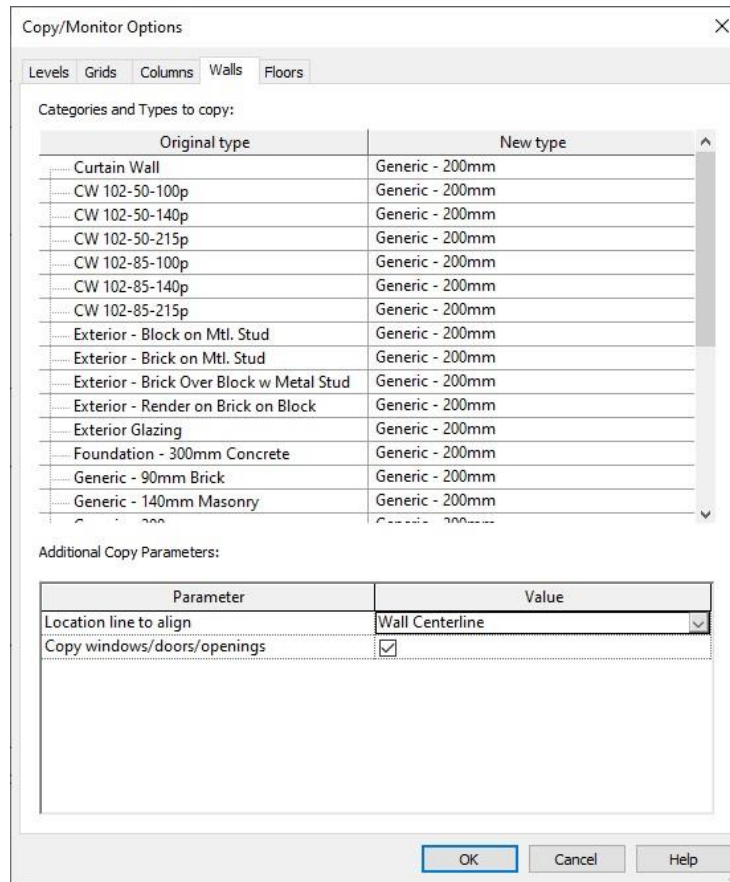 Copy/Monitor Options
Levels Grids Columns Walls Floors
Categories and Types to copy:
Original type New type
Curtain Wall Generic - 200mm
CW 102-50-100p Generic - 200mm
CW 102-50-140p Generic - 200mm
CW 102-50-215p Generic - 200mm
CW 102-85-100p Generic - 200mm
CW 102-85-140p Generic - 200mm
CW 102-85-215p Generic - 200mm
Exterior - Block on Mtl. Stud Generic - 200mm
Exterior - Brick on Mtl. Stud Generic - 200mm
Exterior - Brick Over Block w Metal Stud Generic - 200mm
Exterior - Render on Brick on Block Generic - 200mm
Exterior Glazing Generic - 200mm
Foundation - 300mm Concrete Generic - 200mm
Generic - 90mm Brick Generic - 200mm
Generic - 140mm Masonry Generic - 200mm
Additional Copy Parameters:
Parameter Value
Location line to align Wall Centerline
Copy windows/doors/openings
OK Cancel Help